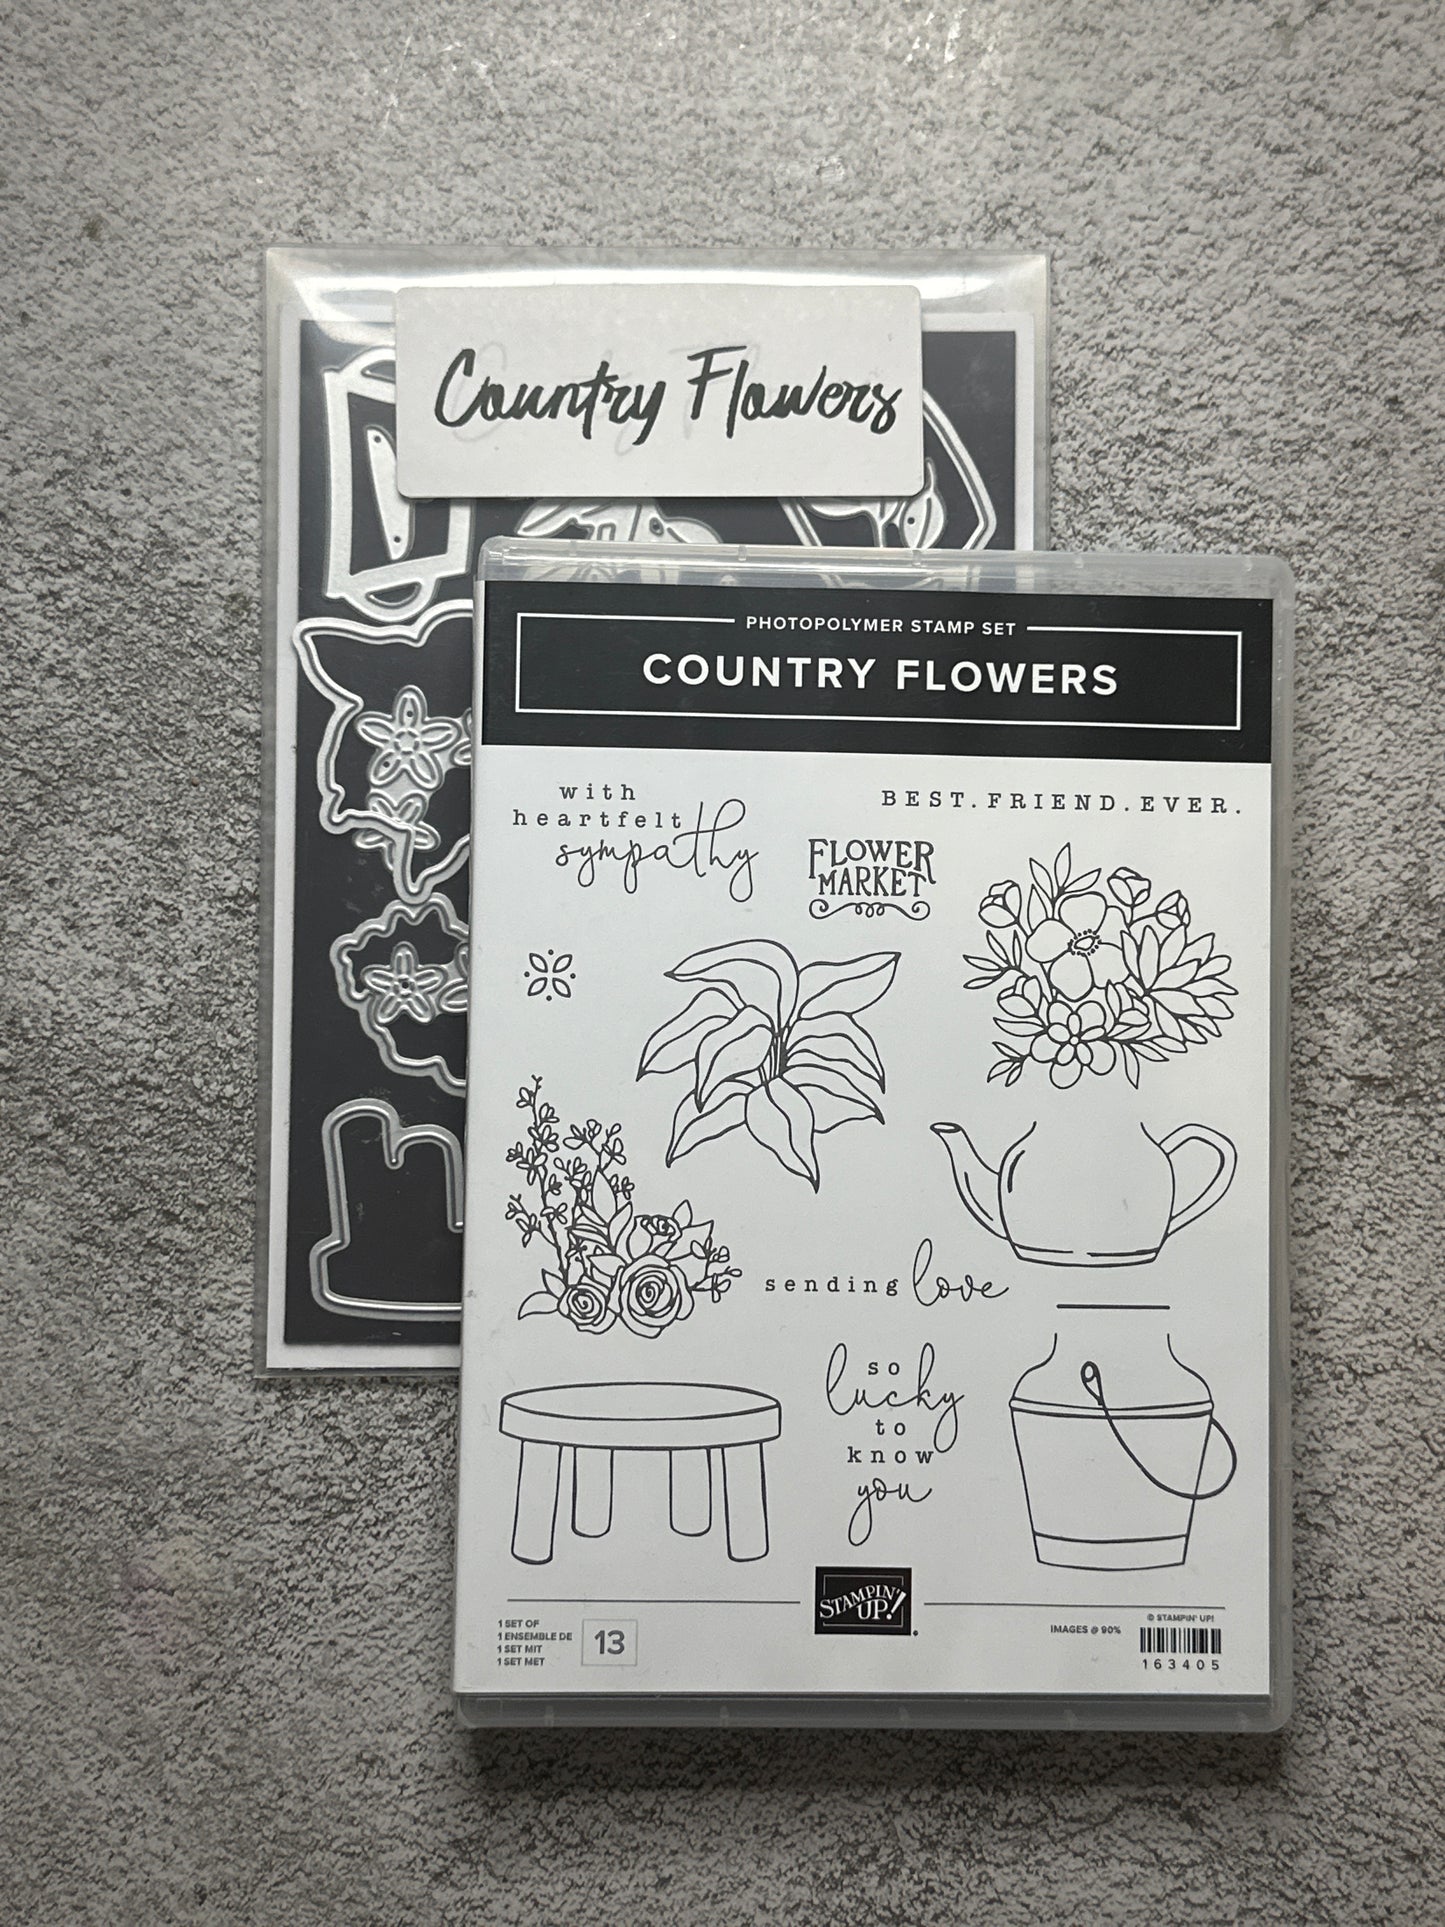 Country Flowers
PHOTOPOLYMER STAMP SET
COUNTRY FLOWERS
with
heartfelt
sympathy
BEST.FRIEND.EVER.
FLOWER
MARKET
sending love
so
lucky
to
know
you
STAMPIN'
UP!
1 SET OF
1 ENSEMBLE DE
1 SET MIT
1 SET MET
13
IMAGES @ 90%
© STAMPIN' UP!
163405